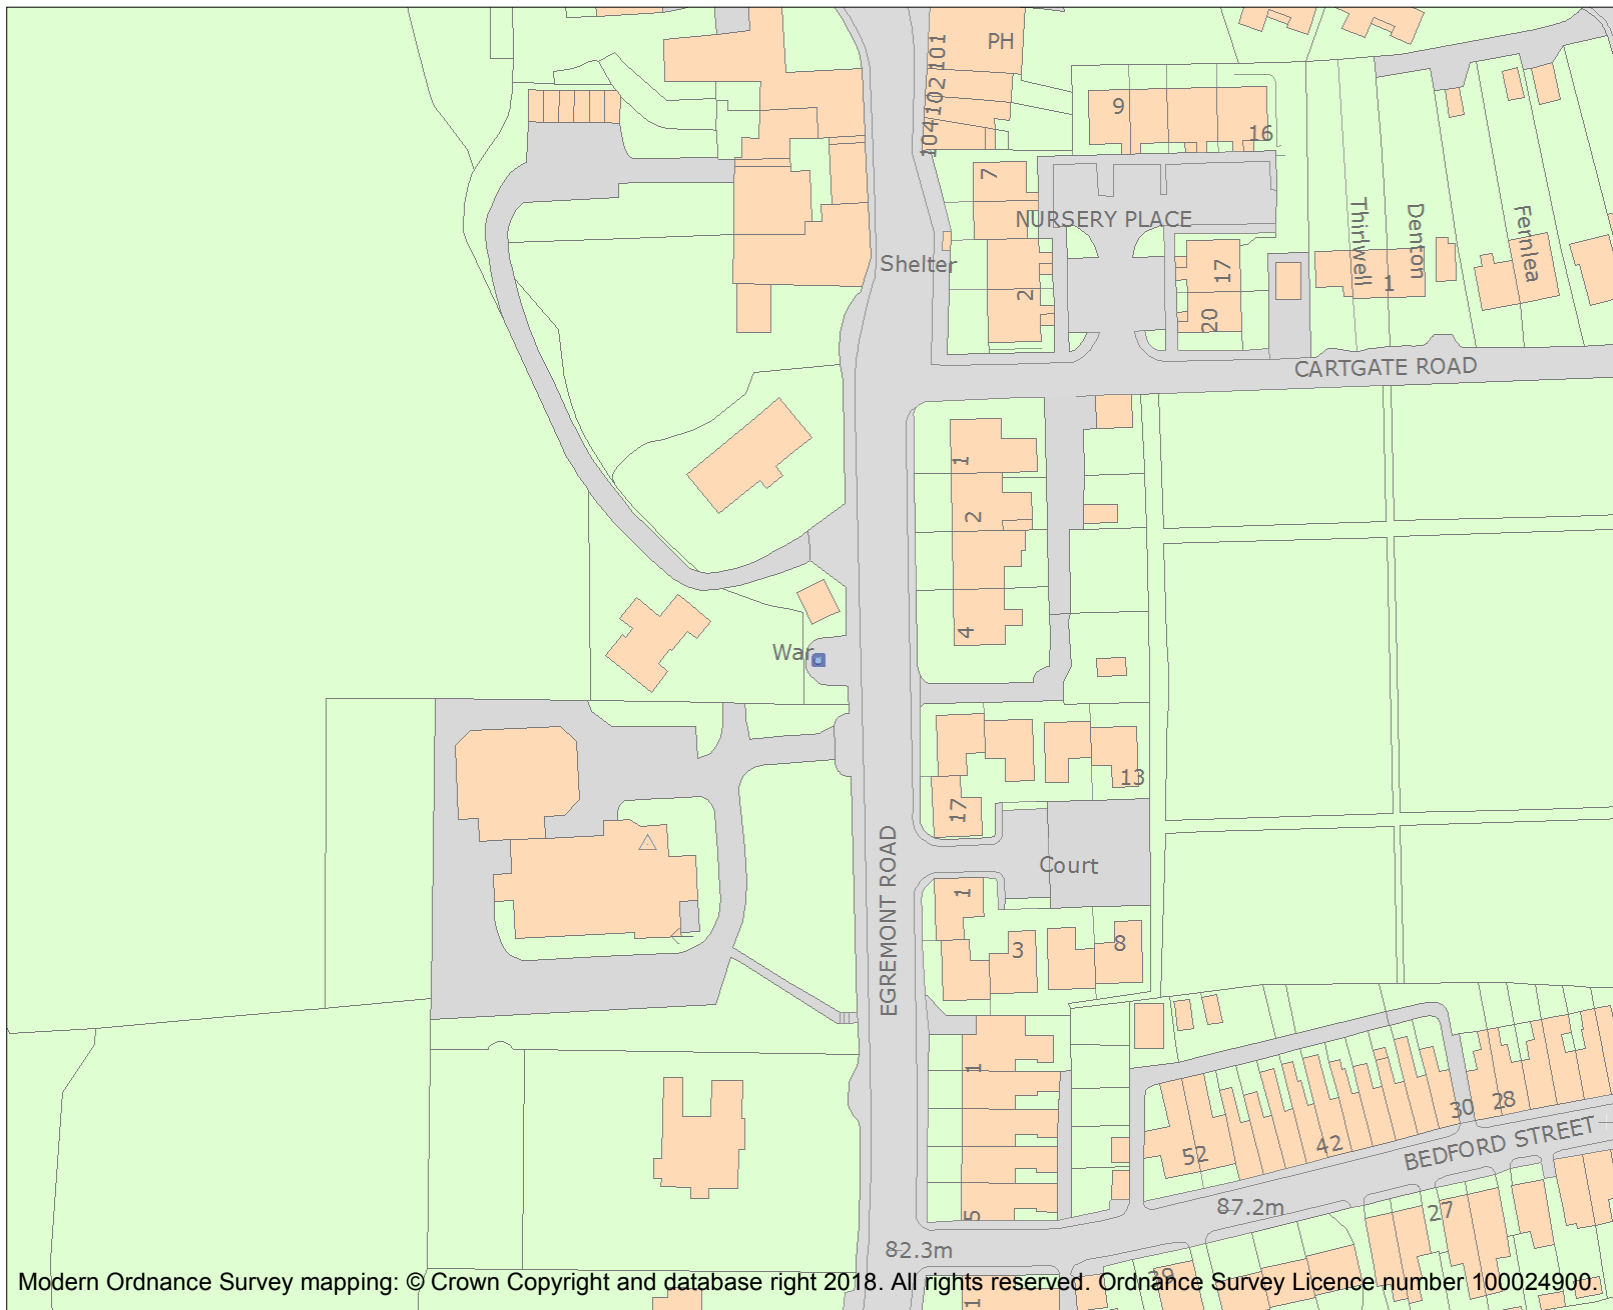 101
PH
102
104
9
16
7
NURSERY PLACE
Thirlwell
Denton
Fernlea
Shelter
2
17
20
1
CARTGATE ROAD
1
2
4
War
13
17
EGREMONT ROAD
Court
1
3
8
1
5
52
42
30
28
BEDFORD STREET
87.2m
27
82.3m
39
1
Modern Ordnance Survey mapping: © Crown Copyright and database right 2018. All rights reserved. Ordnance Survey Licence number 100024900.